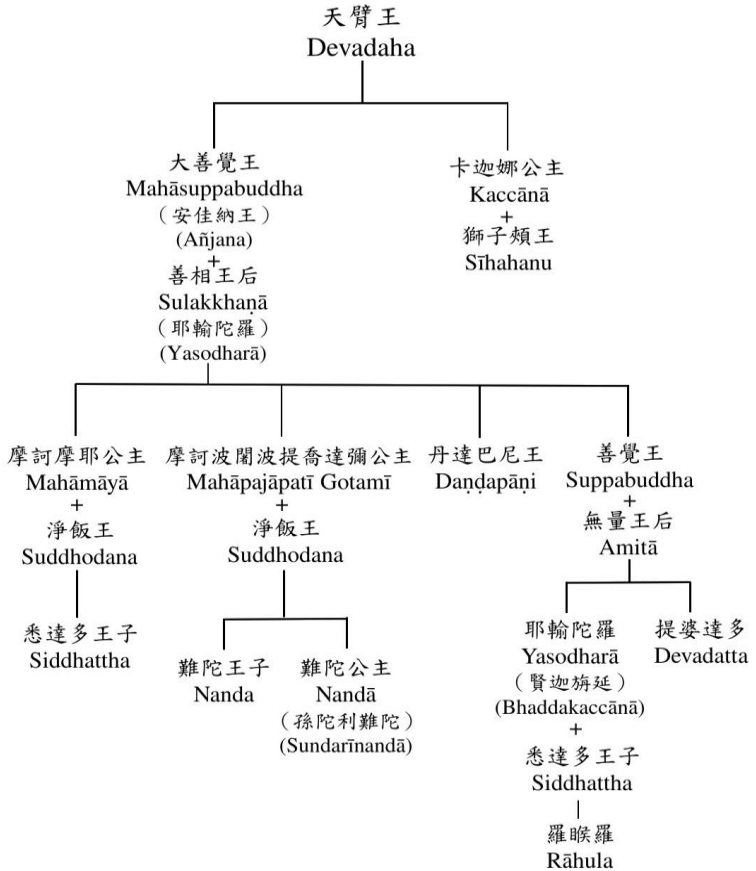 天臂王
Devadaha
大善覺王
Mahāsuppabuddha
（安佳納王）
(Añjana)
+
善相王后
Sulakkhaṇā
（耶輸陀羅）
(Yasodharā)
卡迦娜公主
Kaccānā
+
獅子頰王
Sīhahanu
摩訶摩耶公主
Mahāmāyā
+
淨飯王
Suddhodana
悉達多王子
Siddhattha
摩訶波闍波提喬達彌公主
Mahāpajāpatī Gotamī
+
淨飯王
Suddhodana
難陀王子
Nanda
難陀公主
Nandā
（孫陀利難陀）
(Sundarīnandā)
丹達巴尼王
Daṇḍapāṇi
善覺王
Suppabuddha
+
無量王后
Amitā
耶輸陀羅
Yasodharā
（賢迦旃延）
(Bhaddakaccānā)
+
悉達多王子
Siddhattha
羅睺羅
Rāhula
提婆達多
Devadatta